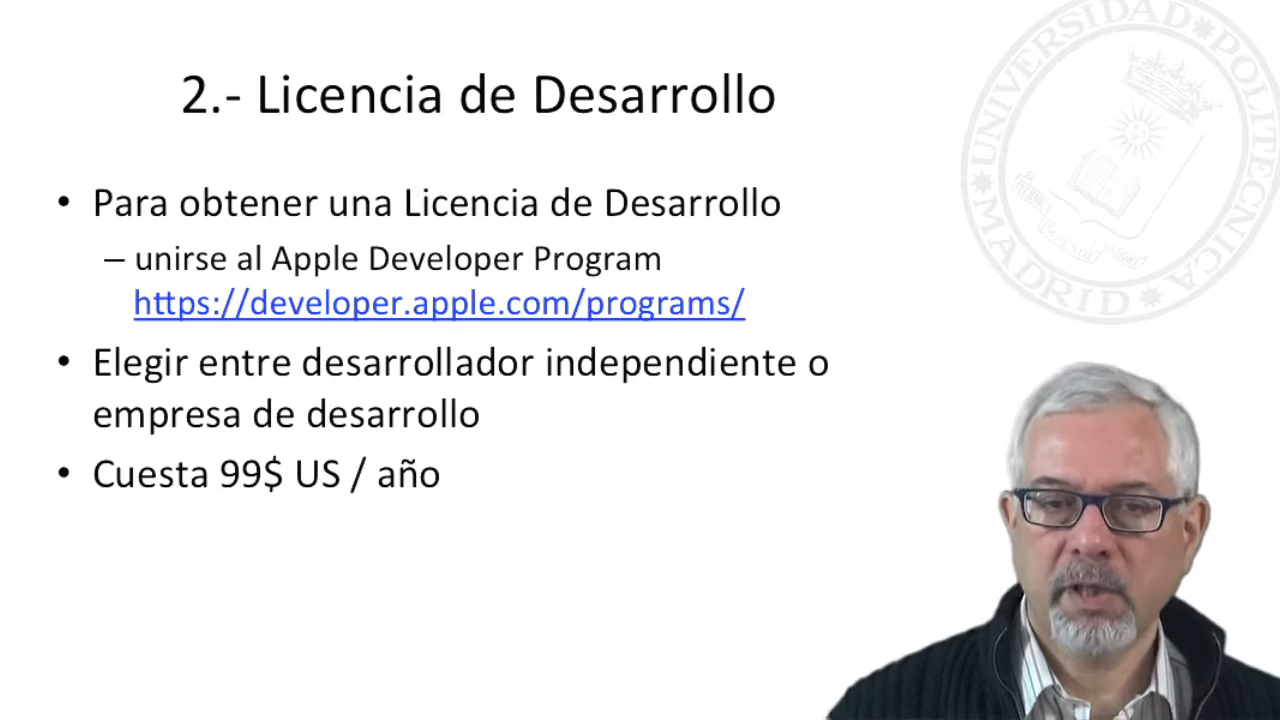 2.- Licencia de Desarrollo
• Para obtener una Licencia de Desarrollo
– unirse al Apple Developer Program
https://developer.apple.com/programs/
• Elegir entre desarrollador independiente o
empresa de desarrollo
• Cuesta 99$ US / año
UNIVERSIDAD POLITECNICA
MADRID